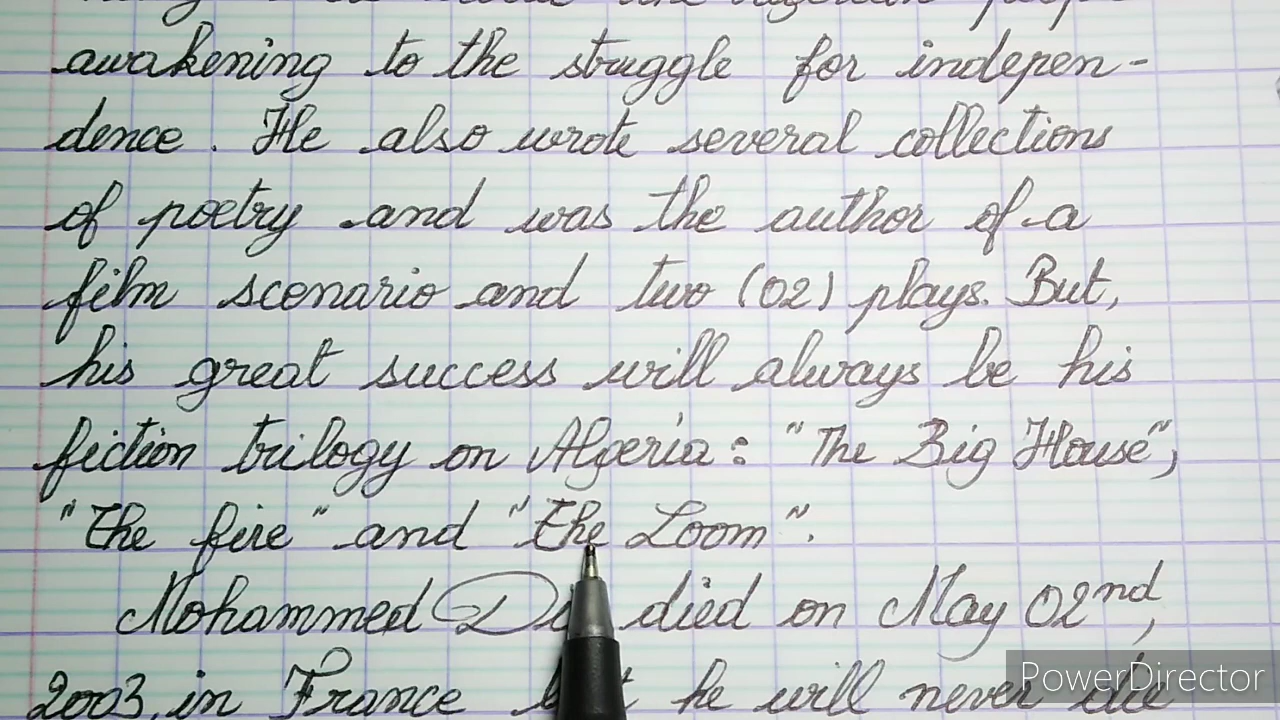 awakening to the struggle for indepen-
dence. He also wrote several collections
of poetry and was the author of a
film scenario and two (02) plays. But,
his great success will always be his
fiction trilogy on Algeria: "The Big House",
"The fire" and "the Loom".
Mohammed died on May 02nd,
2003, in France he will never die
PowerDirector